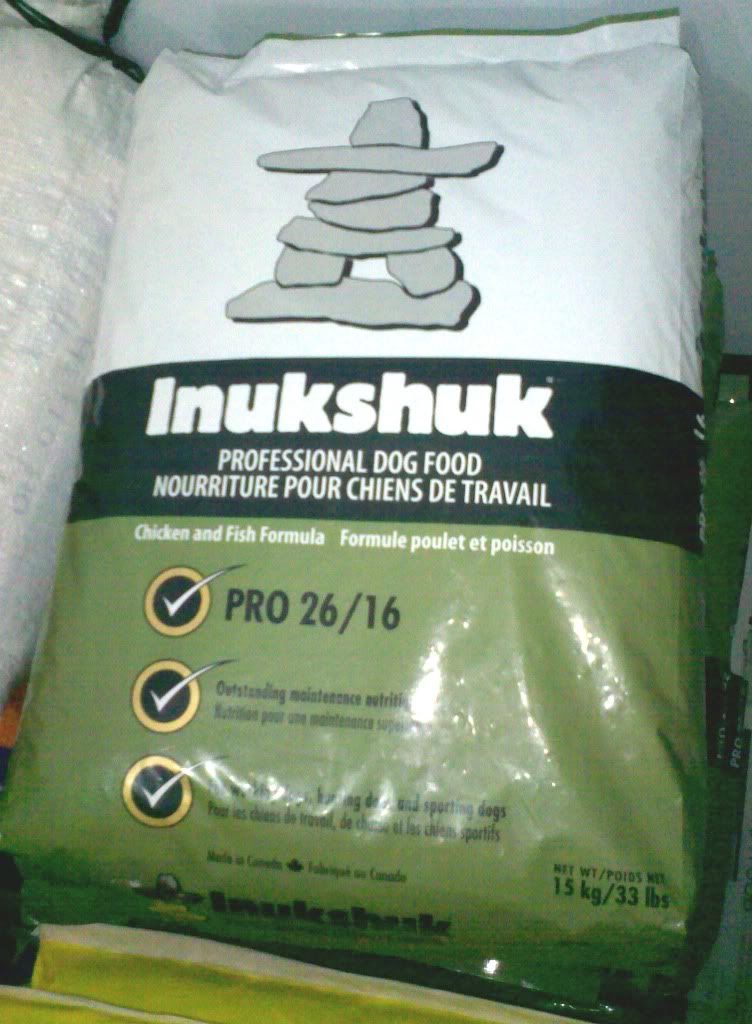 Inukshuk
PROFESSIONAL DOG FOOD
NOURRITURE POUR CHIENS DE TRAVAIL
Chicken and Fish Formula Formule poulet et poisson
PRO 26/16
Outstanding maintenance
Nutrition pour une maintenance
dogs, hunting dogs and sporting dogs
Pour les chiens de travail, de chasse et les chiens sportifs
Made in Canada Fabriqué au Canada
NET WT/POIDS NET
15 kg/33 lbs
Inukshuk